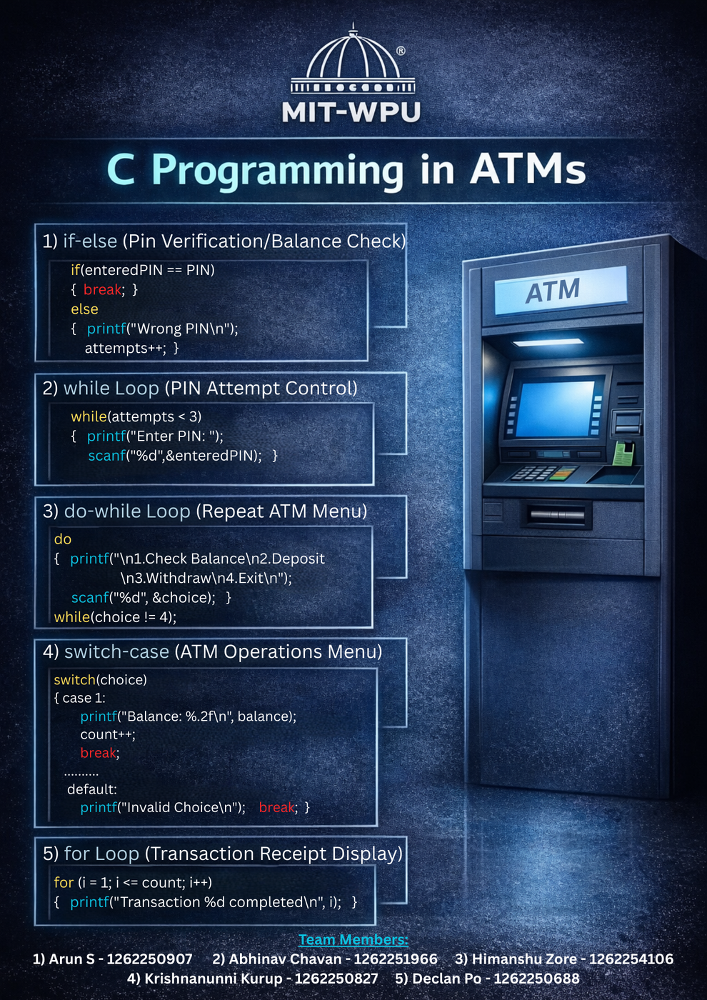 ®
MIT-WPU
C Programming in ATMs
1) if-else (Pin Verification/Balance Check)
if(enteredPIN == PIN)
{ break; }
else
{ printf("Wrong PIN\n");
attempts++; }
2) while Loop (PIN Attempt Control)
while(attempts < 3)
{ printf("Enter PIN: ");
scanf("%d",&enteredPIN); }
3) do-while Loop (Repeat ATM Menu)
do
{ printf("\n1.Check Balance\n2.Deposit
\n3.Withdraw\n4.Exit\n");
scanf("%d", &choice); }
while(choice != 4);
4) switch-case (ATM Operations Menu)
switch(choice)
{ case 1:
printf("Balance: %.2f\n", balance);
count++;
break;
..........
default:
printf("Invalid Choice\n"); break; }
5) for Loop (Transaction Receipt Display)
for (i = 1; i <= count; i++)
{ printf("Transaction %d completed\n", i); }
ATM
Team Members:
1) Arun S - 1262250907 2) Abhinav Chavan - 1262251966 3) Himanshu Zore - 1262254106
4) Krishnanunni Kurup - 1262250827 5) Declan Po - 1262250688